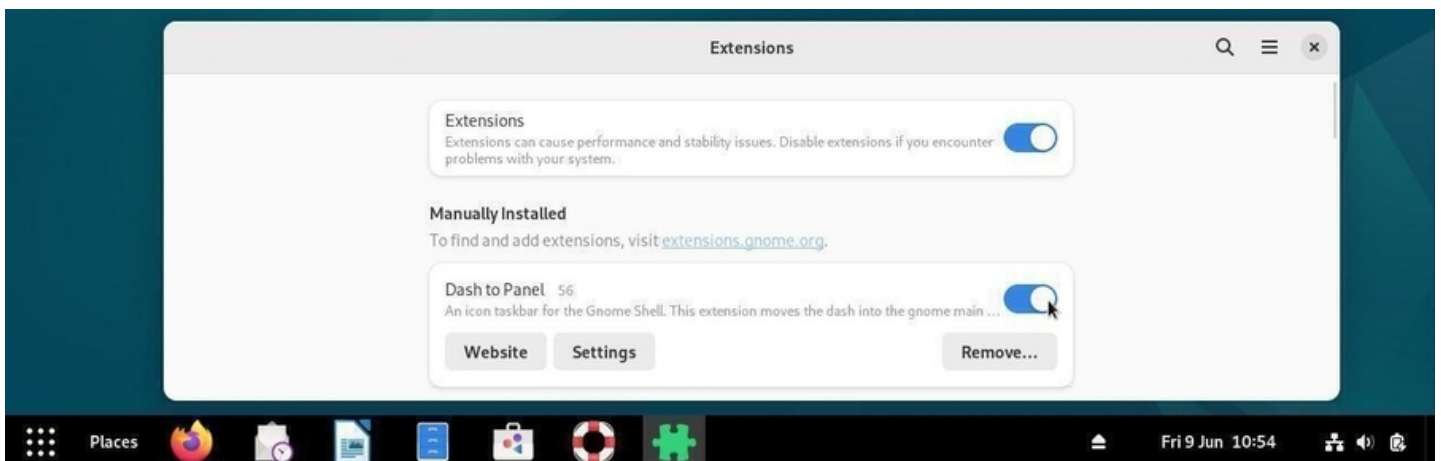 Extensions
Extensions
Extensions can cause performance and stability issues. Disable extensions if you encounter
problems with your system.
Manually Installed
To find and add extensions, visit extensions.gnome.org.
Dash to Panel 56
An icon taskbar for the Gnome Shell. This extension moves the dash into the gnome main ...
Website Settings Remove...
Places Fri 9 Jun 10:54